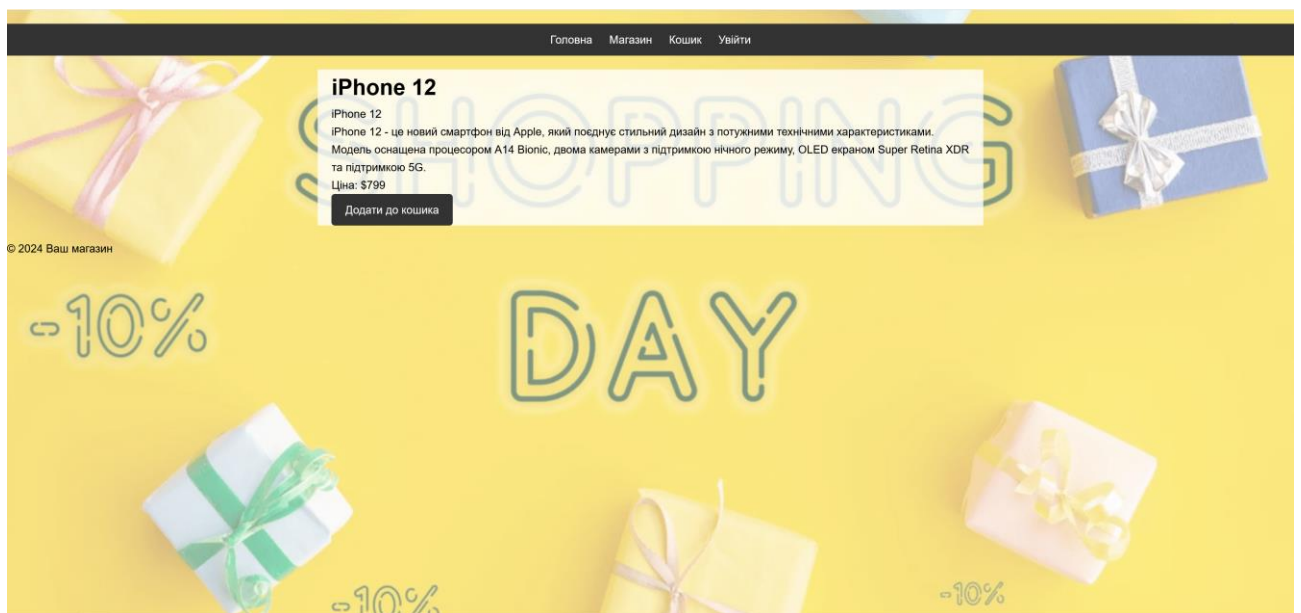 Головна Магазин Кошик Увійти
iPhone 12
SHOPPING
iPhone 12
iPhone 12 - це новий смартфон від Apple, який поєднує стильний дизайн з потужними технічними характеристиками.
Модель оснащена процесором A14 Bionic, двома камерами з підтримкою нічного режиму, OLED екраном Super Retina XDR
та підтримкою 5G.
Ціна: $799
Додати до кошика
© 2024 Ваш магазин
-10%
DAY
-10%
-10%